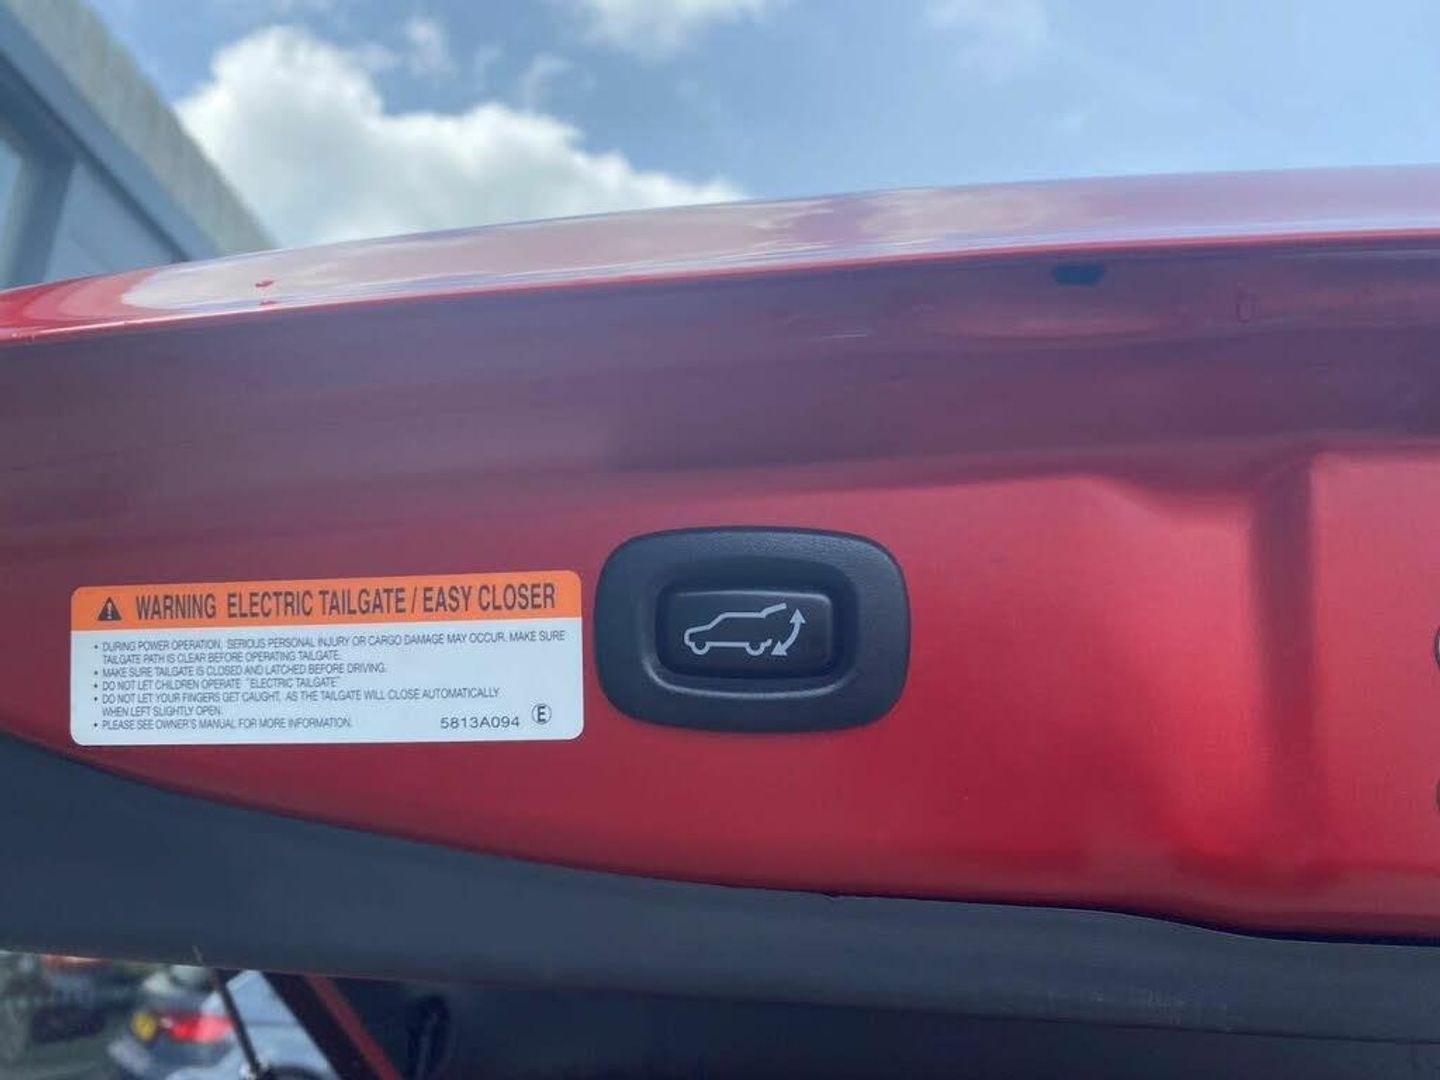 WARNING ELECTRIC TAILGATE / EASY CLOSER
• DURING POWER OPERATION, SERIOUS PERSONAL INJURY OR CARGO DAMAGE MAY OCCUR. MAKE SURE
TAILGATE PATH IS CLEAR BEFORE OPERATING TAILGATE.
• MAKE SURE TAILGATE IS CLOSED AND LATCHED BEFORE DRIVING.
• DO NOT LET CHILDREN OPERATE "ELECTRIC TAILGATE"
• DO NOT LET YOUR FINGERS GET CAUGHT, AS THE TAILGATE WILL CLOSE AUTOMATICALLY
WHEN LEFT SLIGHTLY OPEN.
• PLEASE SEE OWNER'S MANUAL FOR MORE INFORMATION.
5813A094 E